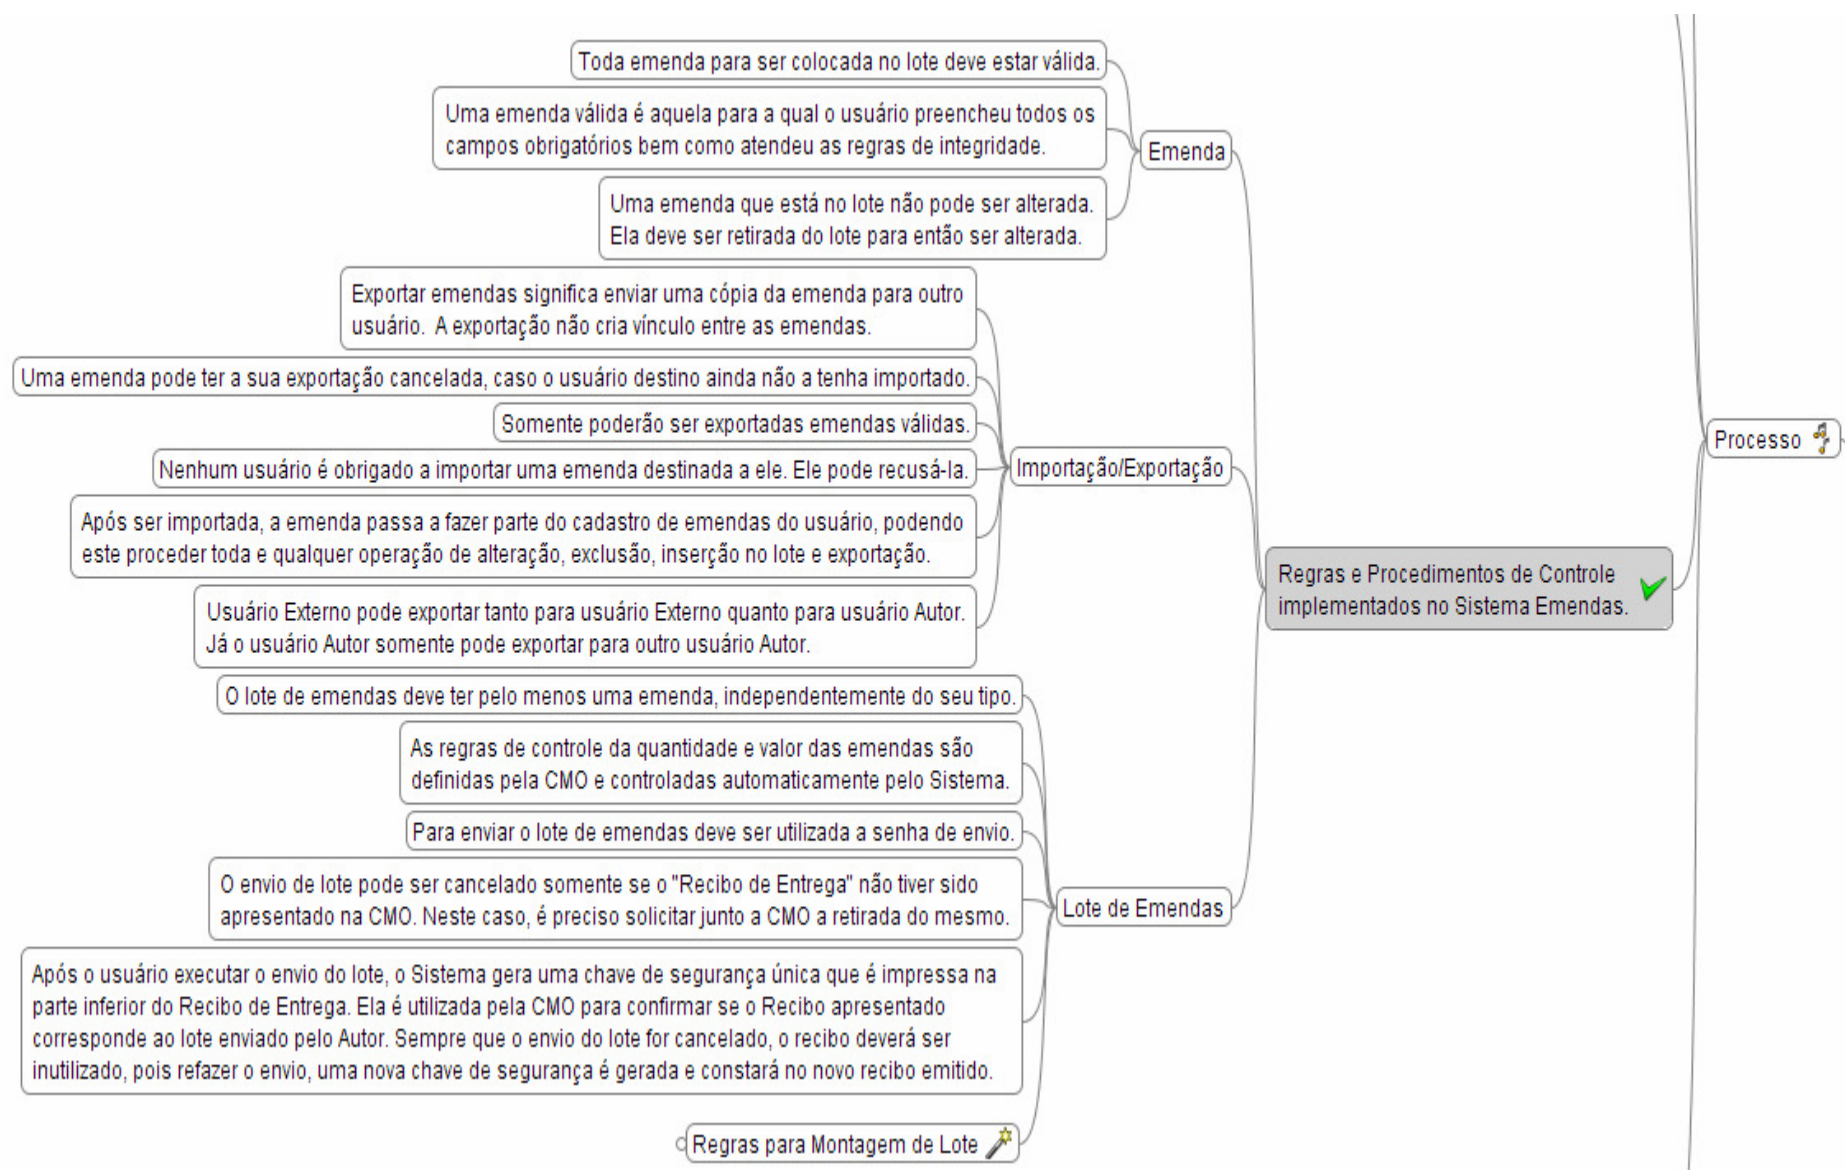 Toda emenda para ser colocada no lote deve estar válida.
Uma emenda válida é aquela para a qual o usuário preencheu todos os
campos obrigatórios bem como atendeu as regras de integridade.
Emenda
Uma emenda que está no lote não pode ser alterada.
Ela deve ser retirada do lote para então ser alterada.
Exportar emendas significa enviar uma cópia da emenda para outro
usuário. A exportação não cria vínculo entre as emendas.
Uma emenda pode ter a sua exportação cancelada, caso o usuário destino ainda não a tenha importado.
Somente poderão ser exportadas emendas válidas.
Processo
Nenhum usuário é obrigado a importar uma emenda destinada a ele. Ele pode recusá-la.
Importação/Exportação
Após ser importada, a emenda passa a fazer parte do cadastro de emendas do usuário, podendo
este proceder toda e qualquer operação de alteração, exclusão, inserção no lote e exportação.
Regras e Procedimentos de Controle
implementados no Sistema Emendas.
Usuário Externo pode exportar tanto para usuário Externo quanto para usuário Autor.
Já o usuário Autor somente pode exportar para outro usuário Autor.
O lote de emendas deve ter pelo menos uma emenda, independentemente do seu tipo.
As regras de controle da quantidade e valor das emendas são
definidas pela CMO e controladas automaticamente pelo Sistema.
Para enviar o lote de emendas deve ser utilizada a senha de envio.
O envio de lote pode ser cancelado somente se o "Recibo de Entrega" não tiver sido
apresentado na CMO. Neste caso, é preciso solicitar junto a CMO a retirada do mesmo.
Lote de Emendas
Após o usuário executar o envio do lote, o Sistema gera uma chave de segurança única que é impressa na
parte inferior do Recibo de Entrega. Ela é utilizada pela CMO para confirmar se o Recibo apresentado
corresponde ao lote enviado pelo Autor. Sempre que o envio do lote for cancelado, o recibo deverá ser
inutilizado, pois refazer o envio, uma nova chave de segurança é gerada e constará no novo recibo emitido.
Regras para Montagem de Lote